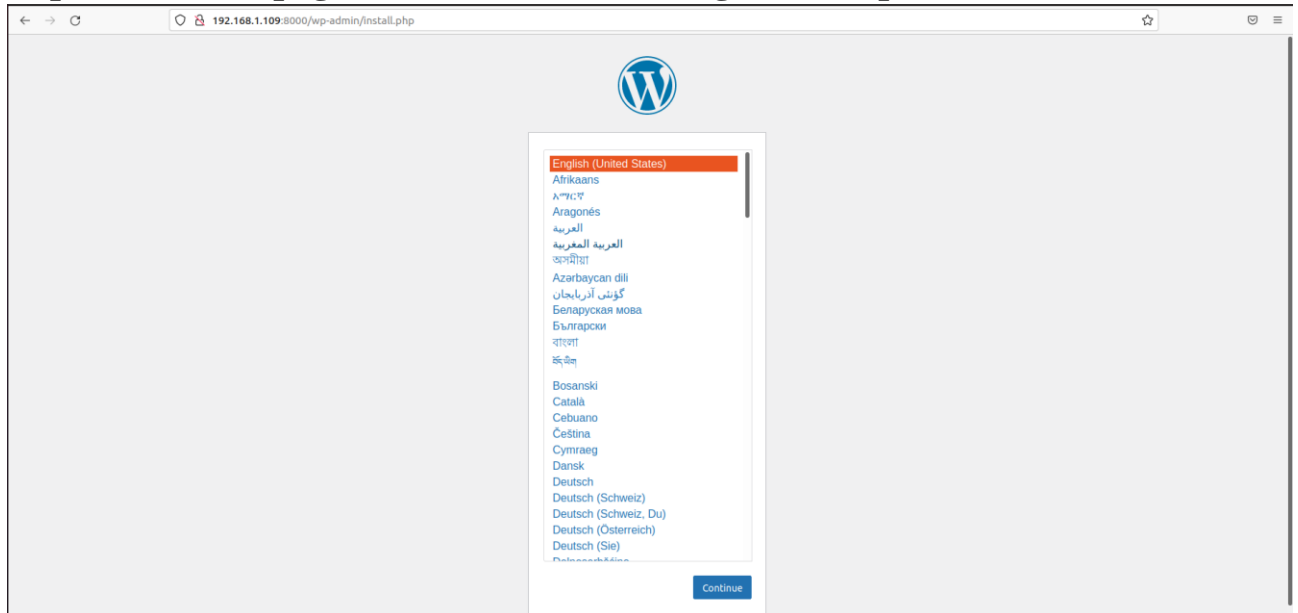 192.168.1.109:8000/wp-admin/install.php
English (United States)
Afrikaans
አማርኛ
Aragonés
العربية
العربية المغربية
অসমীয়া
Azərbaycan dili
گؤنئی آذربایجان
Беларуская мова
Български
বাংলা
བོད་ཡིག
Bosanski
Català
Cebuano
Čeština
Cymraeg
Dansk
Deutsch
Deutsch (Schweiz)
Deutsch (Schweiz, Du)
Deutsch (Österreich)
Deutsch (Sie)
Continue